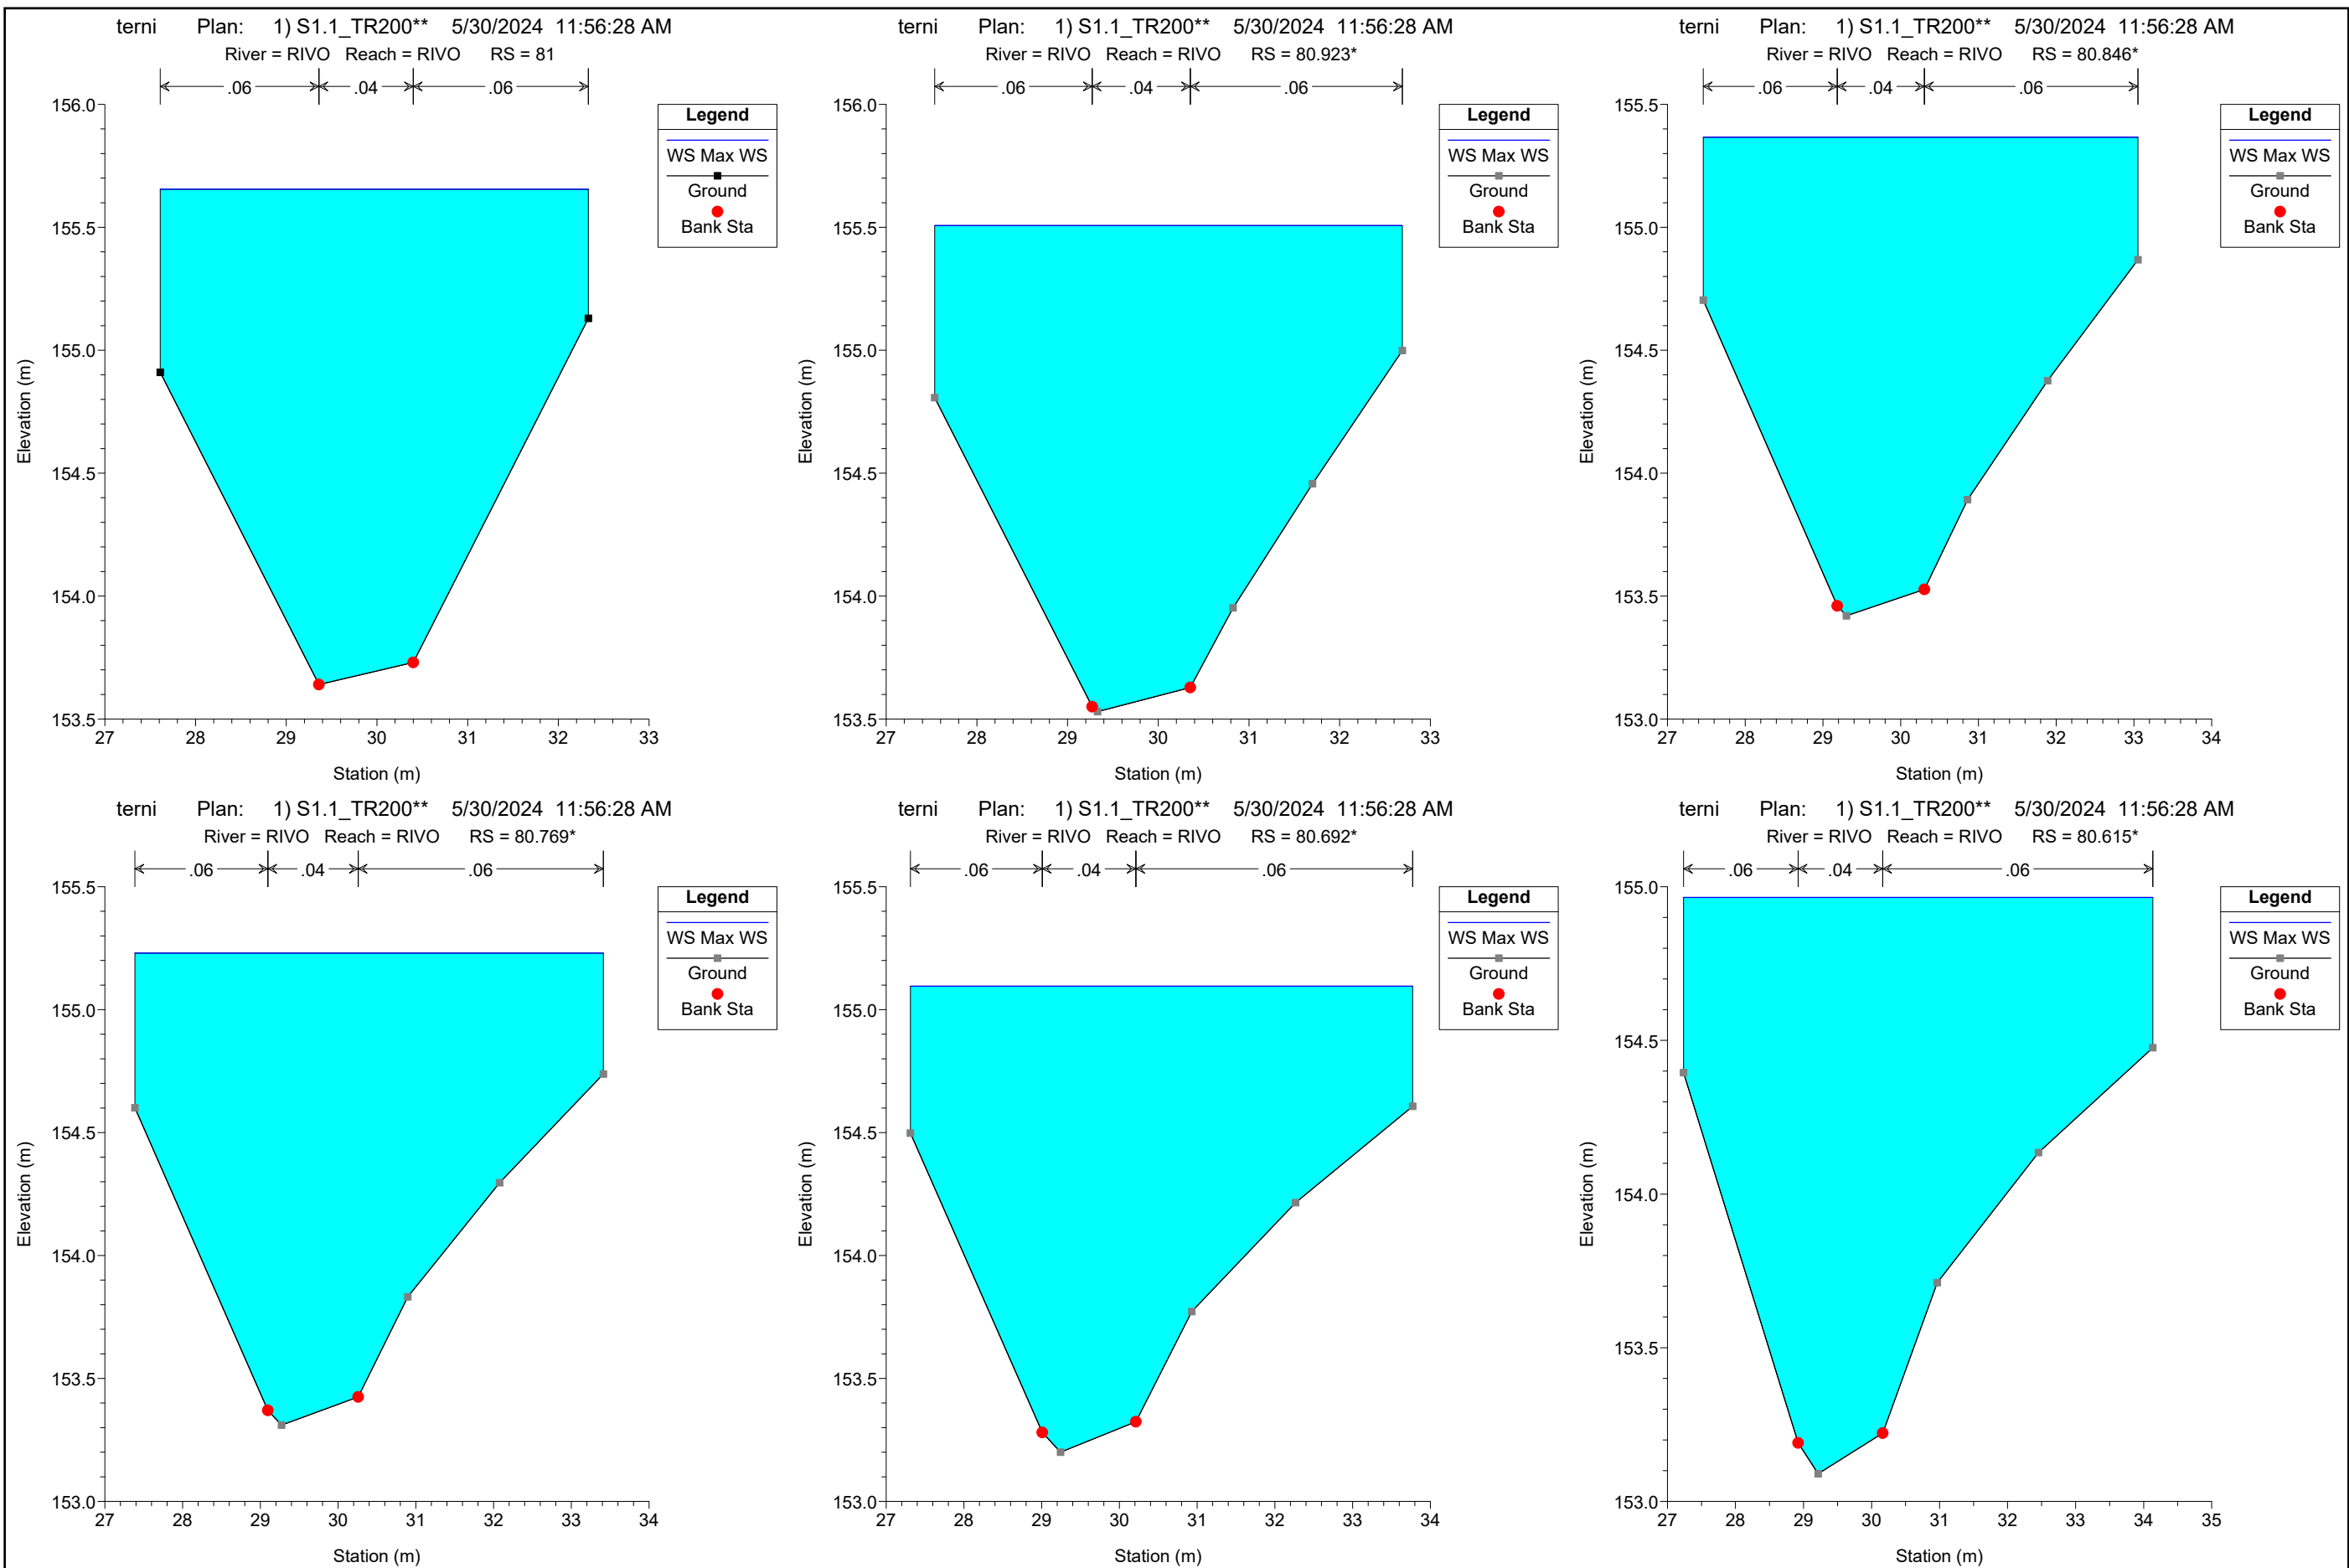 terni Plan: 1) S1.1_TR200** 5/30/2024 11:56:28 AM
River = RIVO Reach = RIVO RS = 81
.06 .04 .06
156.0
155.5
155.0
154.5
154.0
153.5
27 28 29 30 31 32 33
Station (m)
Elevation (m)
Legend
WS Max WS
Ground
Bank Sta
terni Plan: 1) S1.1_TR200** 5/30/2024 11:56:28 AM
River = RIVO Reach = RIVO RS = 80.923*
.06 .04 .06
156.0
155.5
155.0
154.5
154.0
153.5
27 28 29 30 31 32 33
Station (m)
Elevation (m)
Legend
WS Max WS
Ground
Bank Sta
terni Plan: 1) S1.1_TR200** 5/30/2024 11:56:28 AM
River = RIVO Reach = RIVO RS = 80.846*
.06 .04 .06
155.5
155.0
154.5
154.0
153.5
153.0
27 28 29 30 31 32 33 34
Station (m)
Elevation (m)
Legend
WS Max WS
Ground
Bank Sta
terni Plan: 1) S1.1_TR200** 5/30/2024 11:56:28 AM
River = RIVO Reach = RIVO RS = 80.769*
.06 .04 .06
155.5
155.0
154.5
154.0
153.5
153.0
27 28 29 30 31 32 33 34
Station (m)
Elevation (m)
Legend
WS Max WS
Ground
Bank Sta
terni Plan: 1) S1.1_TR200** 5/30/2024 11:56:28 AM
River = RIVO Reach = RIVO RS = 80.692*
.06 .04 .06
155.5
155.0
154.5
154.0
153.5
153.0
27 28 29 30 31 32 33 34
Station (m)
Elevation (m)
Legend
WS Max WS
Ground
Bank Sta
terni Plan: 1) S1.1_TR200** 5/30/2024 11:56:28 AM
River = RIVO Reach = RIVO RS = 80.615*
.06 .04 .06
155.0
154.5
154.0
153.5
153.0
27 28 29 30 31 32 33 34 35
Station (m)
Elevation (m)
Legend
WS Max WS
Ground
Bank Sta